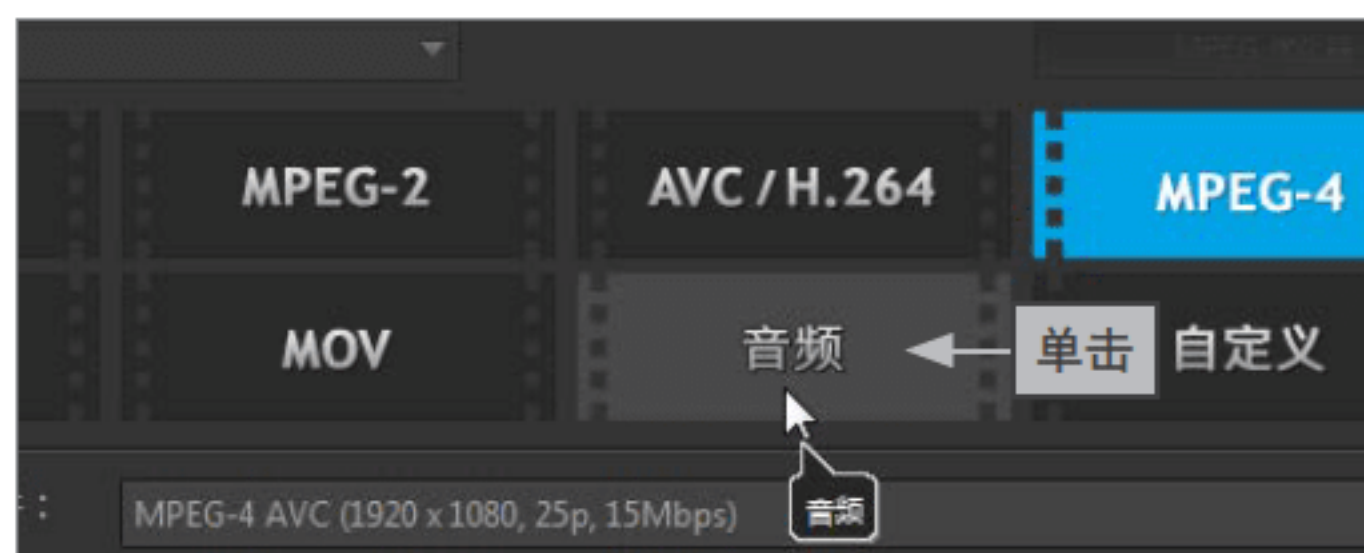 MPEG-2 AVC/H.264 MPEG-4
MOV 音频 单击 自定义
: MPEG-4 AVC (1920 x 1080, 25p, 15Mbps)
音频